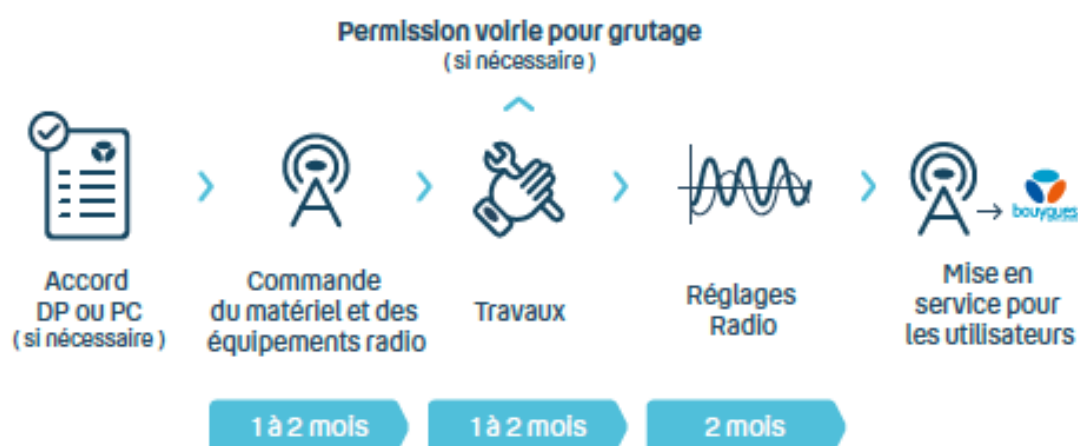 Permission voirie pour grutage
( si nécessaire )
bouygues
Accord
DP ou PC
( si nécessaire )
Commande
du matériel et des
équipements radio
Travaux
Réglages
Radio
Mise en
service pour
les utilisateurs
1 à 2 mois
1 à 2 mois
2 mois